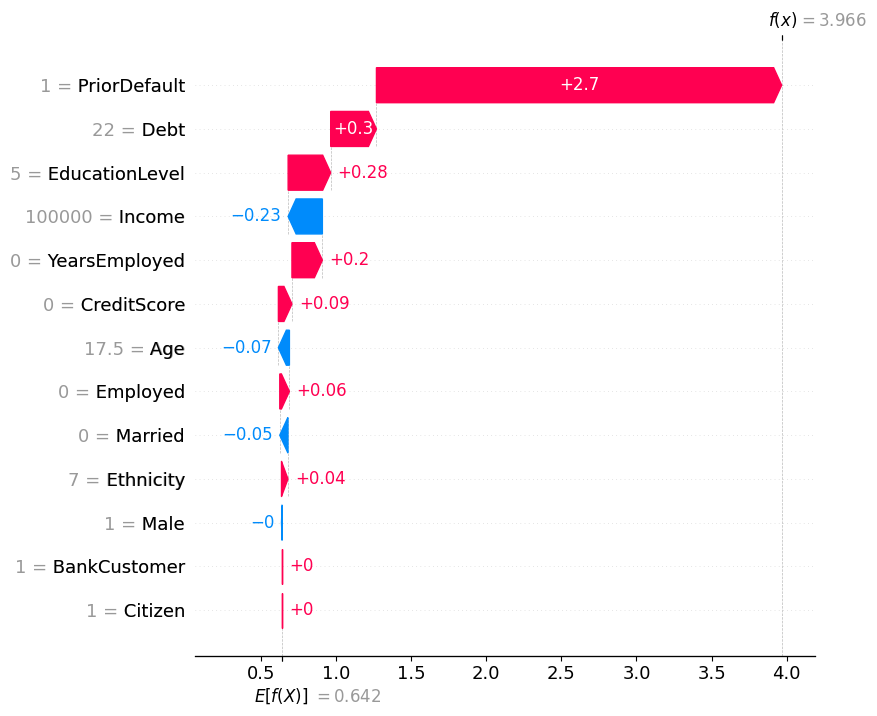 f(x) = 3.966
1 = PriorDefault +2.7
22 = Debt +0.3
5 = EducationLevel +0.28
100000 = Income −0.23
0 = YearsEmployed +0.2
0 = CreditScore +0.09
17.5 = Age −0.07
0 = Employed +0.06
0 = Married −0.05
7 = Ethnicity +0.04
1 = Male −0
1 = BankCustomer +0
1 = Citizen +0
0.5 1.0 1.5 2.0 2.5 3.0 3.5 4.0
E[f(X)] = 0.642